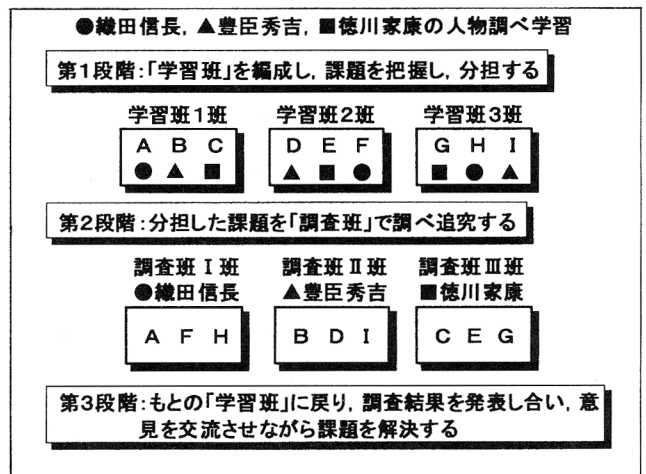 ●織田信長，▲豊臣秀吉，■徳川家康の人物調べ学習
第1段階：「学習班」を編成し，課題を把握し，分担する
学習班1班 学習班2班 学習班3班
A B C D E F G H I
● ▲ ■ ▲ ■ ● ■ ● ▲
第2段階：分担した課題を「調査班」で調べ追究する
調査班Ⅰ班 調査班Ⅱ班 調査班Ⅲ班
●織田信長 ▲豊臣秀吉 ■徳川家康
A F H B D I C E G
第3段階：もとの「学習班」に戻り，調査結果を発表し合い，意
見を交流させながら課題を解決する